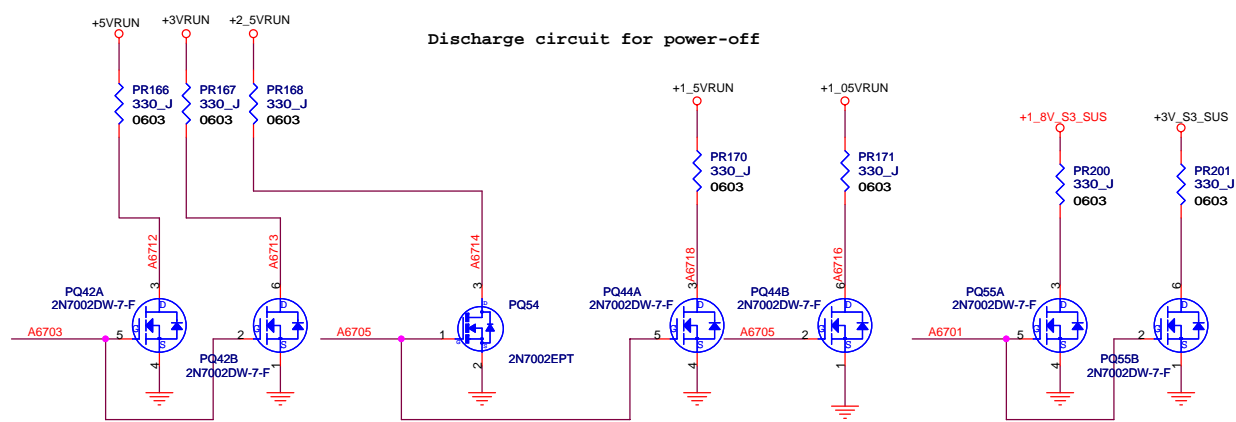 +5VRUN
+3VRUN
+2_5VRUN
Discharge circuit for power-off
PR166
330_J
0603
PR167
330_J
0603
PR168
330_J
0603
+1_5VRUN
PR170
330_J
0603
+1_05VRUN
PR171
330_J
0603
+1_8V_S3_SUS
PR200
330_J
0603
+3V_S3_SUS
PR201
330_J
0603
A6712
A6713
A6714
A6718
A6716
PQ42A
2N7002DW-7-F
A6703
5
3
D
G
S
4
PQ42B
2N7002DW-7-F
2
6
D
G
S
1
A6705
1
3
D
G
S
2
PQ54
2N7002EPT
PQ44A
2N7002DW-7-F
5
3
D
G
S
4
PQ44B
2N7002DW-7-F
A6705
2
6
D
G
S
1
PQ55A
2N7002DW-7-F
A6701
5
3
D
G
S
4
PQ55B
2N7002DW-7-F
2
6
D
G
S
1